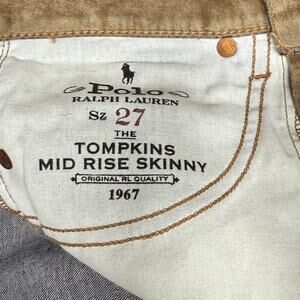 Polo
RALPH LAUREN
Sz 27
THE
TOMPKINS
MID RISE SKINNY
ORIGINAL RL QUALITY
1967